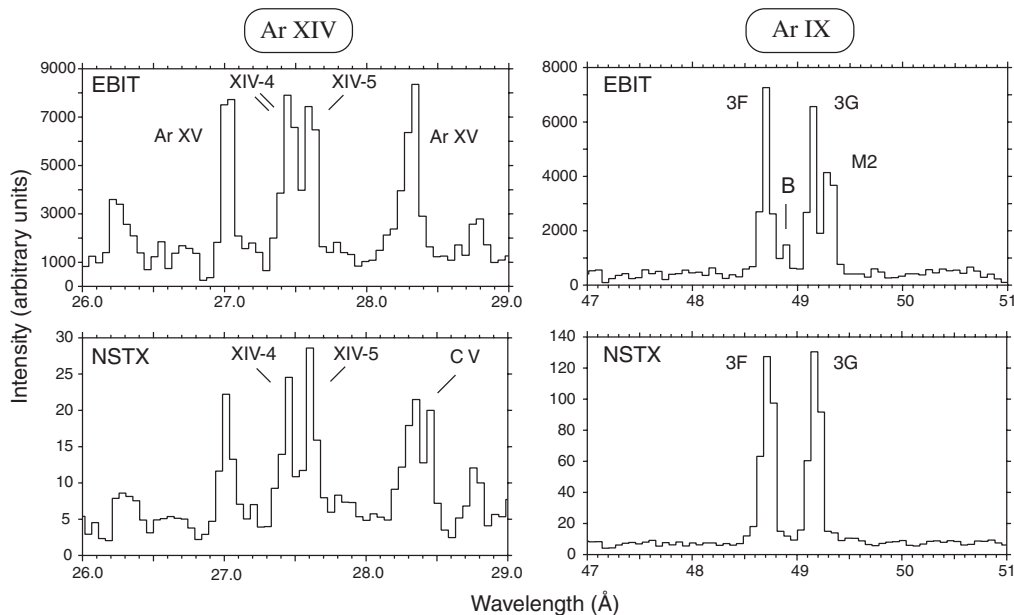 Ar XIV
Ar IX
EBIT
XIV-4
XIV-5
Ar XV
Ar XV
9000
7500
6000
4500
3000
1500
0
26.0
27.0
28.0
29.0
EBIT
3F
3G
B
M2
8000
6000
4000
2000
0
47
48
49
50
51
NSTX
XIV-4
XIV-5
C V
30
25
20
15
10
5
0
26.0
27.0
28.0
29.0
NSTX
3F
3G
140
120
100
80
60
40
20
0
47
48
49
50
51
Intensity (arbitrary units)
Wavelength (Å)